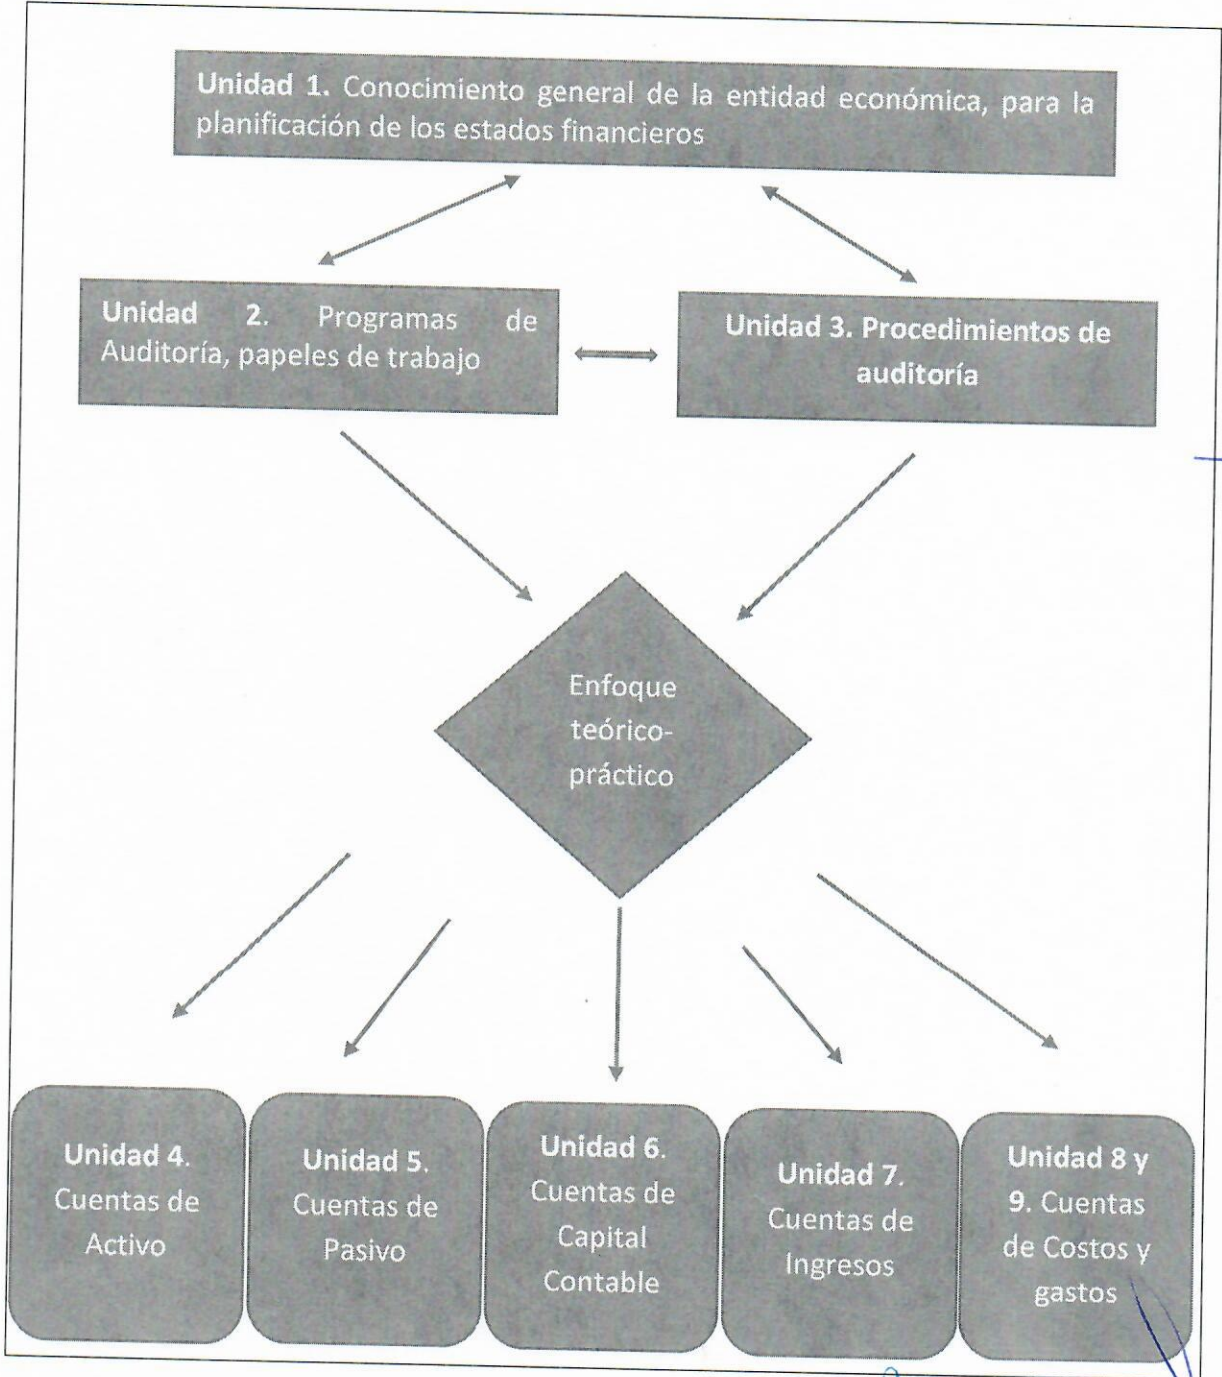 Unidad 1. Conocimiento general de la entidad económica, para la
planificación de los estados financieros
Unidad 2. Programas de
Auditoría, papeles de trabajo
Unidad 3. Procedimientos de
auditoría
Enfoque
teórico-
práctico
Unidad 4.
Cuentas de
Activo
Unidad 5.
Cuentas de
Pasivo
Unidad 6.
Cuentas de
Capital
Contable
Unidad 7.
Cuentas de
Ingresos
Unidad 8 y
9. Cuentas
de Costos y
gastos